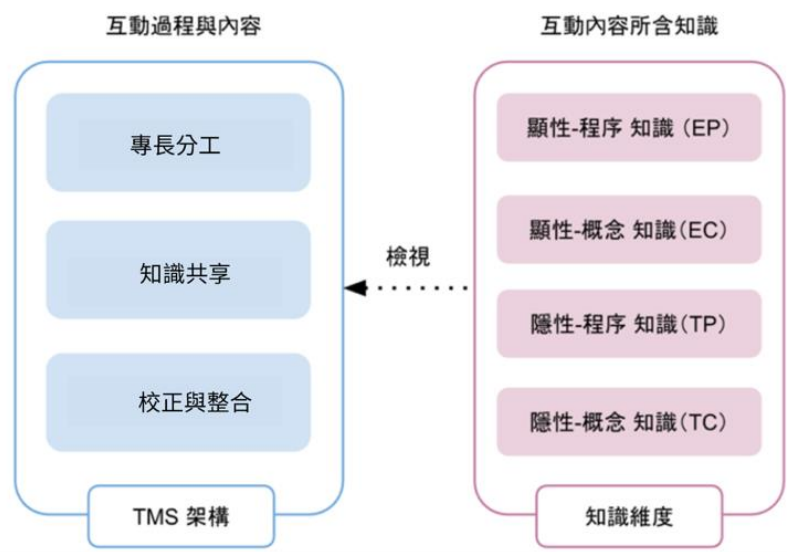 互動過程與內容
專長分工
知識共享
校正與整合
TMS 架構
檢視
互動內容所含知識
顯性-程序 知識 (EP)
顯性-概念 知識(EC)
隱性-程序 知識(TP)
隱性-概念 知識(TC)
知識維度